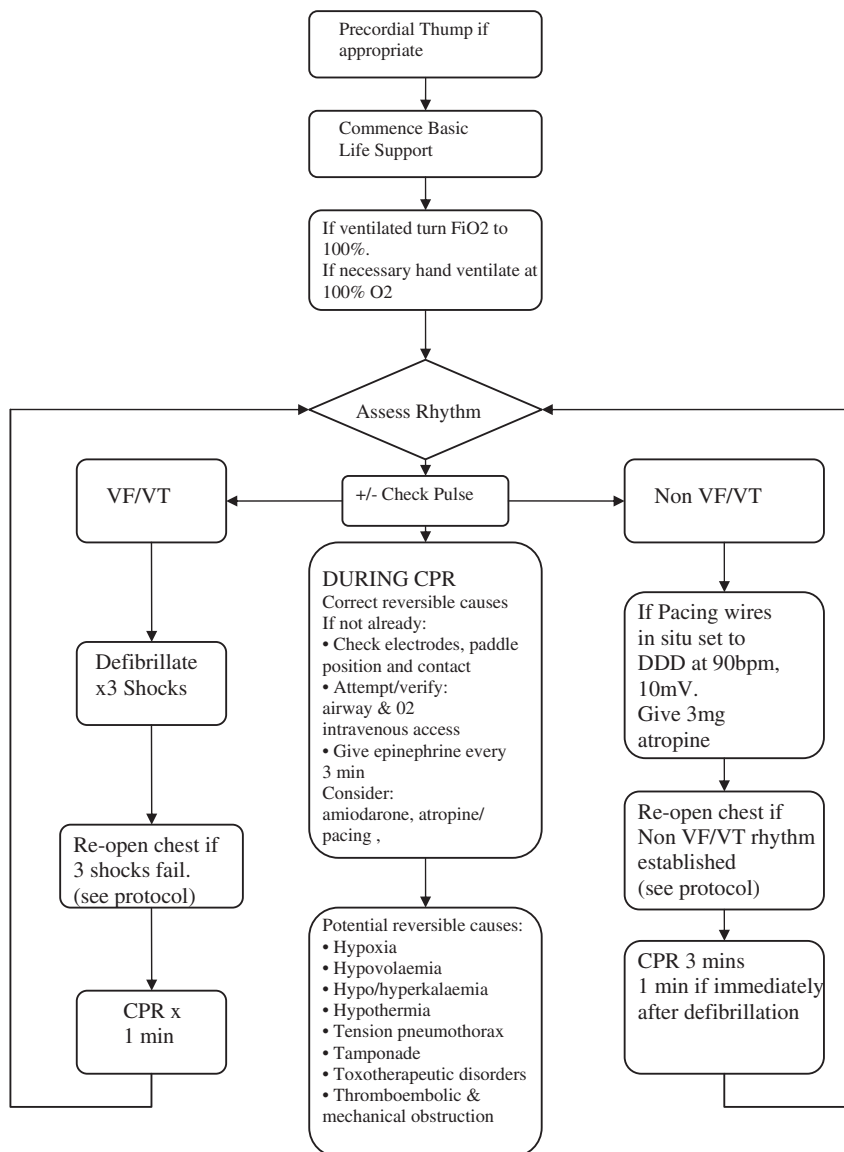 Precordial Thump if
appropriate
Commence Basic
Life Support
If ventilated turn FiO2 to
100%.
If necessary hand ventilate at
100% O2
Assess Rhythm
VF/VT
+/- Check Pulse
Non VF/VT
Defibrillate
x3 Shocks
Re-open chest if
3 shocks fail.
(see protocol)
CPR x
1 min
DURING CPR
Correct reversible causes
If not already:
• Check electrodes, paddle
position and contact
• Attempt/verify:
airway & 02
intravenous access
• Give epinephrine every
3 min
Consider:
amiodarone, atropine/
pacing ,
Potential reversible causes:
• Hypoxia
• Hypovolaemia
• Hypo/hyperkalaemia
• Hypothermia
• Tension pneumothorax
• Tamponade
• Toxotherapeutic disorders
• Thromboembolic &
mechanical obstruction
If Pacing wires
in situ set to
DDD at 90bpm,
10mV.
Give 3mg
atropine
Re-open chest if
Non VF/VT rhythm
established
(see protocol)
CPR 3 mins
1 min if immediately
after defibrillation